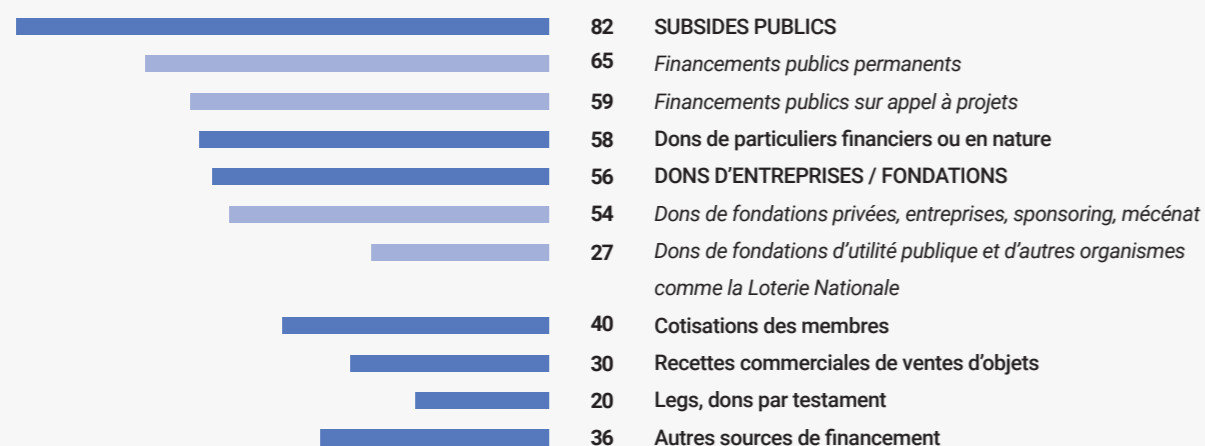 82 SUBSIDES PUBLICS
65 Financements publics permanents
59 Financements publics sur appel à projets
58 Dons de particuliers financiers ou en nature
56 DONS D'ENTREPRISES / FONDATIONS
54 Dons de fondations privées, entreprises, sponsoring, mécénat
27 Dons de fondations d'utilité publique et d'autres organismes
comme la Loterie Nationale
40 Cotisations des membres
30 Recettes commerciales de ventes d'objets
20 Legs, dons par testament
36 Autres sources de financement